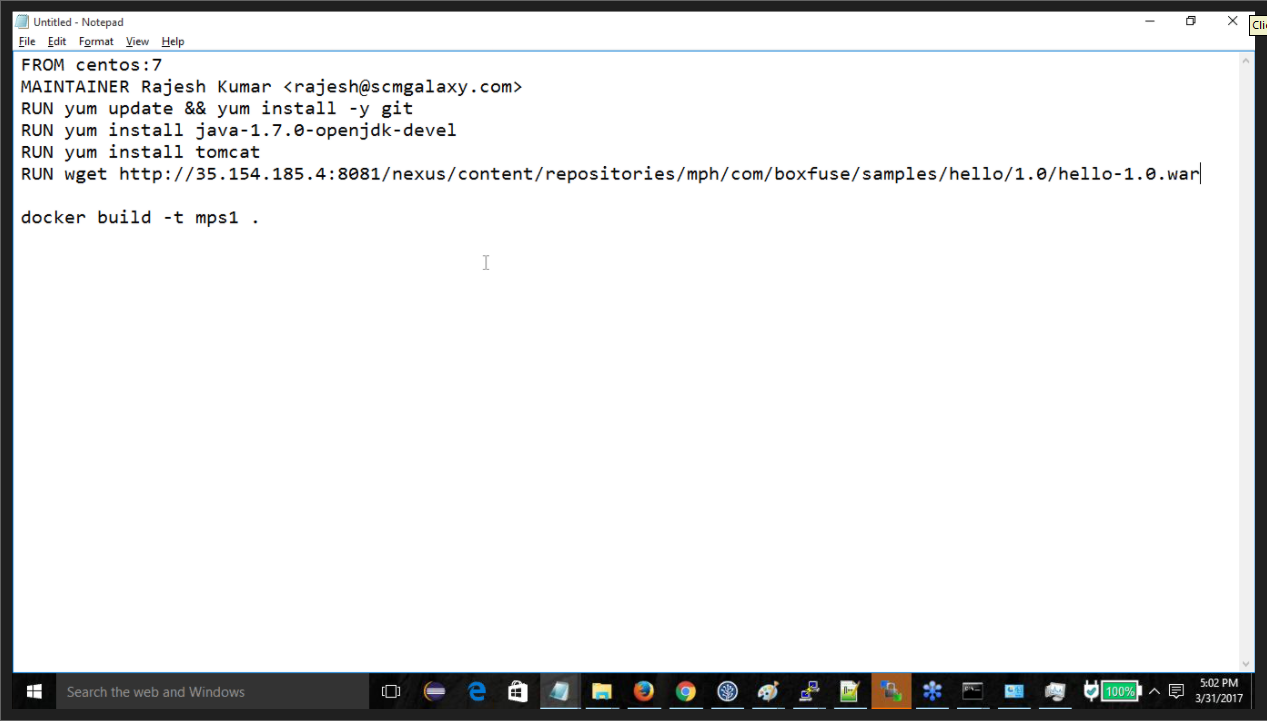 Untitled - Notepad
File Edit Format View Help
FROM centos:7
MAINTAINER Rajesh Kumar <rajesh@scmgalaxy.com>
RUN yum update && yum install -y git
RUN yum install java-1.7.0-openjdk-devel
RUN yum install tomcat
RUN wget http://35.154.185.4:8081/nexus/content/repositories/mph/com/boxfuse/samples/hello/1.0/hello-1.0.war
docker build -t mps1 .
Search the web and Windows
100%
5:02 PM
3/31/2017